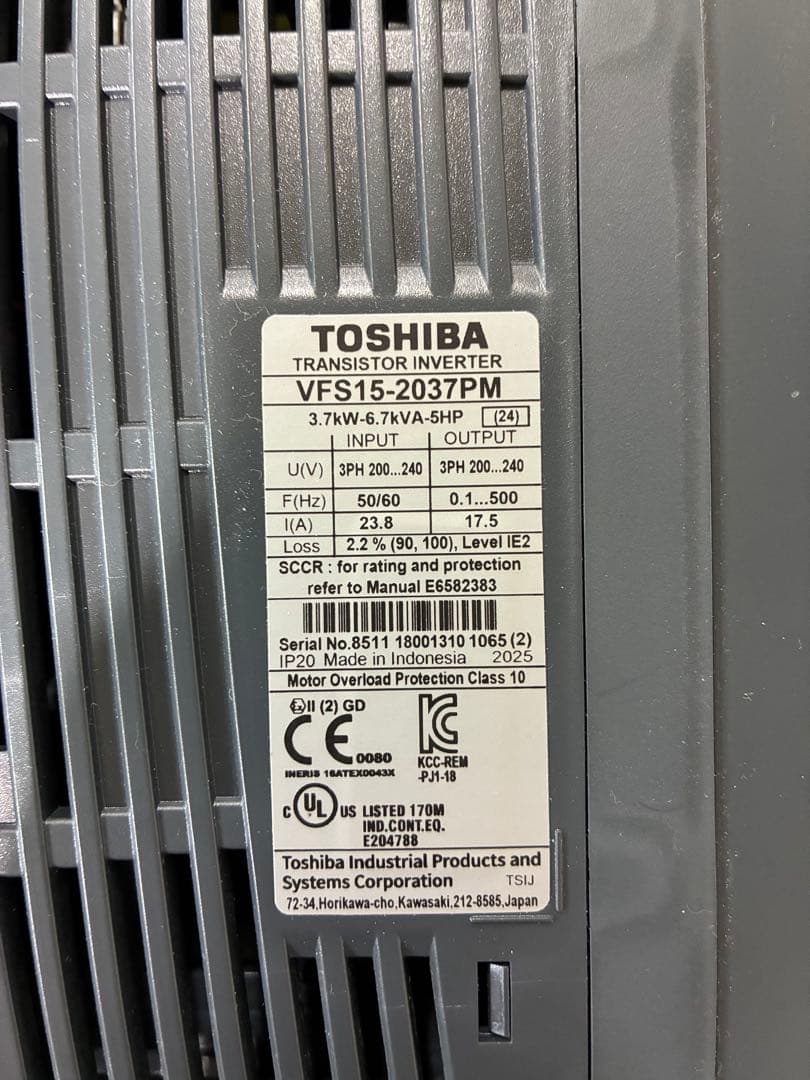 TOSHIBA
TRANSISTOR INVERTER
VFS15-2037PM
3.7kW-6.7kVA-5HP (24)
INPUT OUTPUT
U(V) 3PH 200...240 3PH 200...240
F(Hz) 50/60 0.1...500
I(A) 23.8 17.5
Loss 2.2 % (90, 100), Level IE2
SCCR : for rating and protection
refer to Manual E6582383
Serial No.8511 18001310 1065 (2)
IP20 Made in Indonesia 2025
Motor Overload Protection Class 10
Ex II (2) GD
CE 0080
INERIS 16ATEX0043X
KC
KCC-REM
-PJ1-18
C UL US LISTED 170M
IND.CONT.EQ.
E204788
Toshiba Industrial Products and
Systems Corporation TSIJ
72-34,Horikawa-cho,Kawasaki,212-8585,Japan